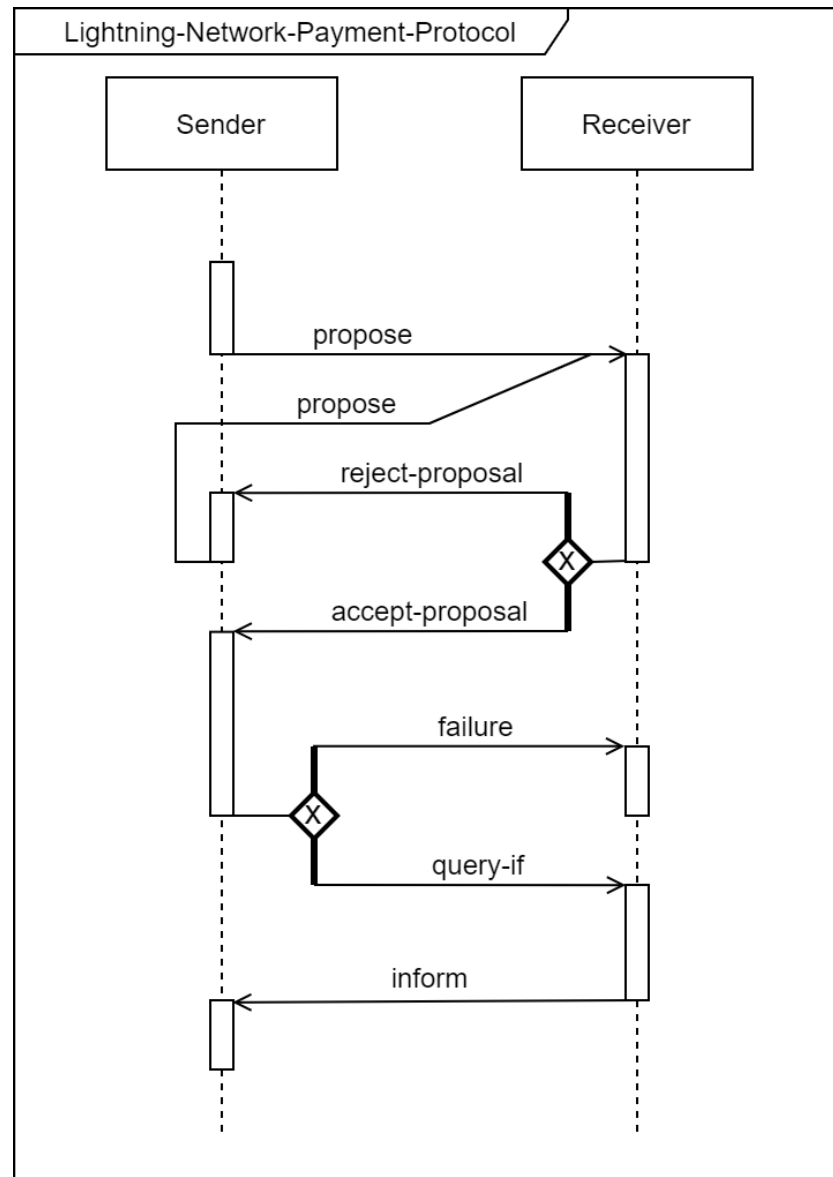 Lightning-Network-Payment-Protocol
Sender
Receiver
propose
propose
reject-proposal
X
accept-proposal
failure
X
query-if
inform